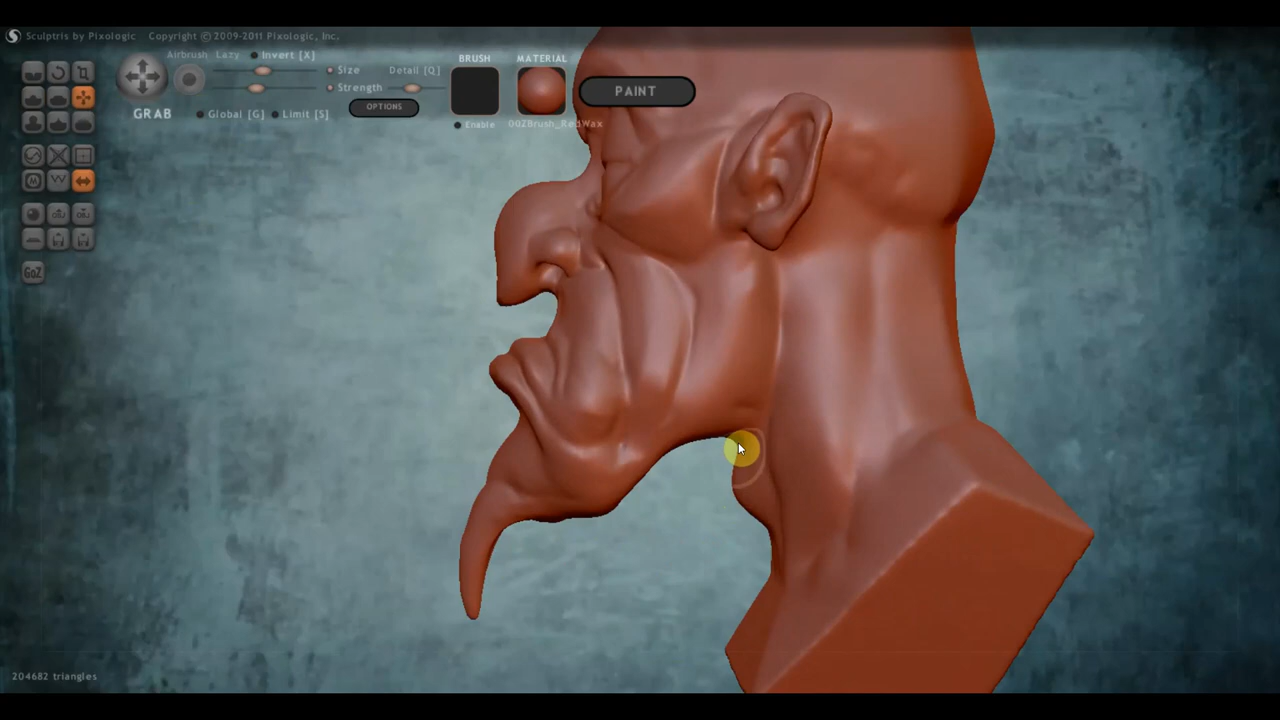 Sculptris by Pixologic Copyright © 2009-2011 Pixologic, Inc.
Airbrush Lazy Invert [X]
BRUSH MATERIAL
Size Detail [Q]
Strength
PAINT
OPTIONS
GRAB Global [G] Limit [S]
Enable 00ZBrush_RedWax
GoZ
204682 triangles